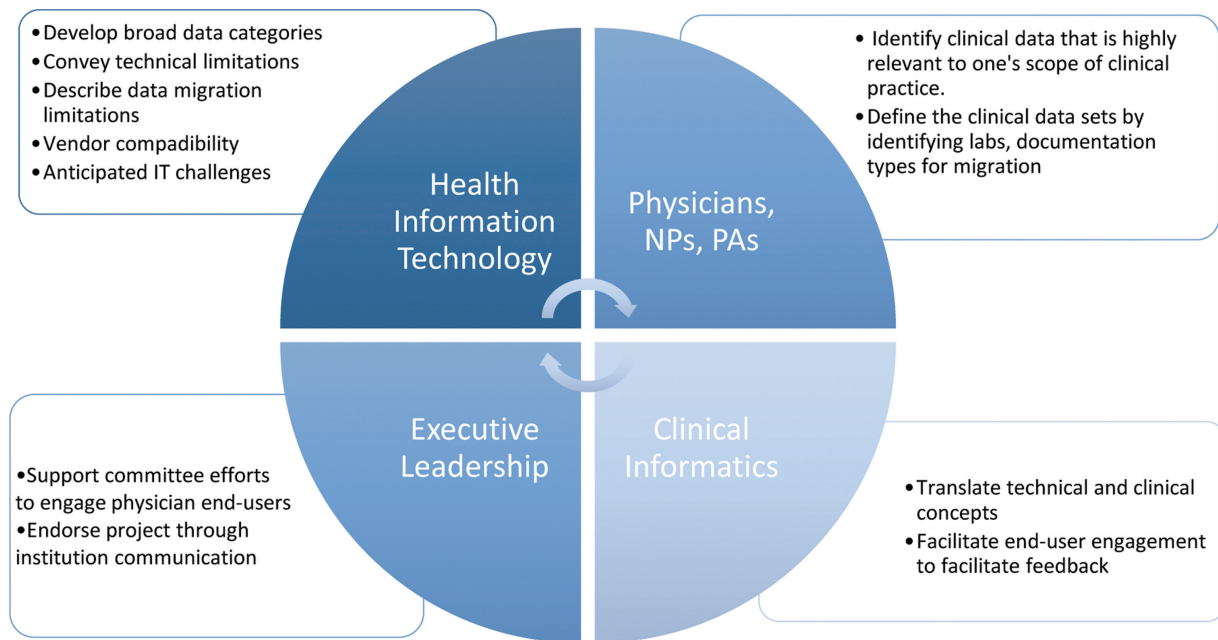 •Develop broad data categories
•Convey technical limitations
•Describe data migration
limitations
•Vendor compadibility
•Anticipated IT challenges
Health
Information
Technology
Physicians,
NPs, PAs
• Identify clinical data that is highly
relevant to one's scope of clinical
practice.
•Define the clinical data sets by
identifying labs, documentation
types for migration
Executive
Leadership
Clinical
Informatics
•Support committee efforts
to engage physician end-users
•Endorse project through
institution communication
•Translate technical and clinical
concepts
•Facilitate end-user engagement
to facilitate feedback